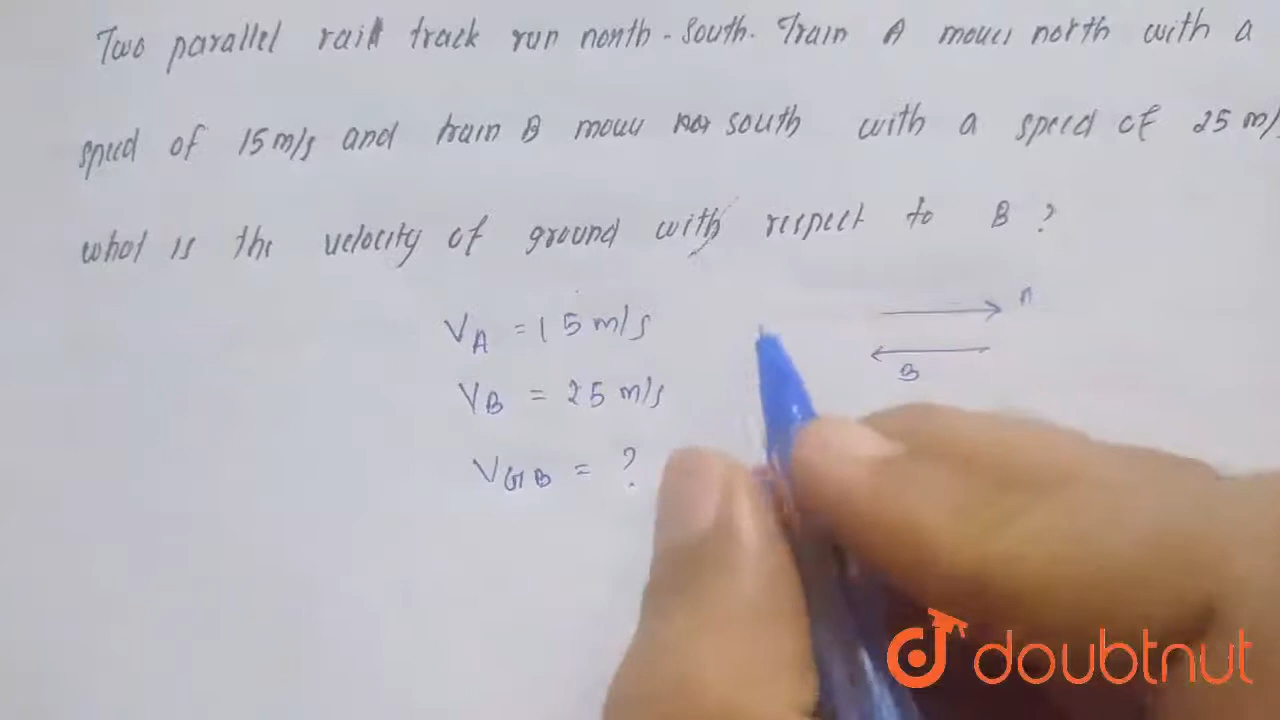 Two parallel rail track run north - South. Train A moves north with a
speed of 15 m/s and train B moves south with a speed of 25 m/
what is the velocity of ground with respect to B ?
VA = 15 m/s
A
VB = 25 m/s
B
VGB = ?
doubtnut